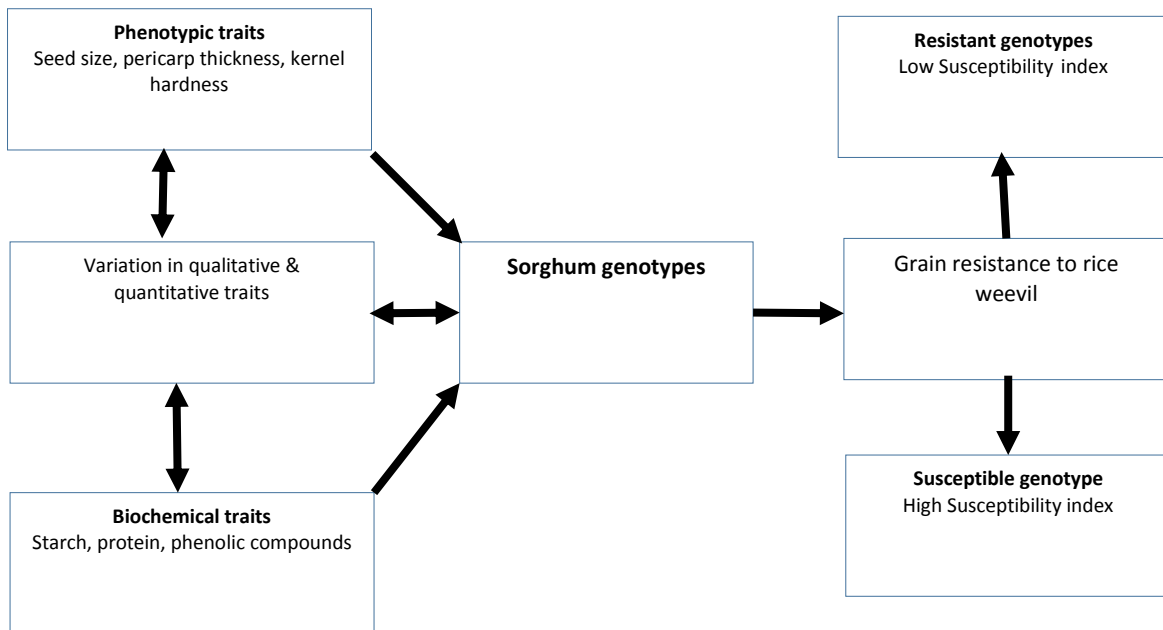 Phenotypic traits
Seed size, pericarp thickness, kernel
hardness
Resistant genotypes
Low Susceptibility index
Variation in qualitative &
quantitative traits
Sorghum genotypes
Grain resistance to rice
weevil
Biochemical traits
Starch, protein, phenolic compounds
Susceptible genotype
High Susceptibility index